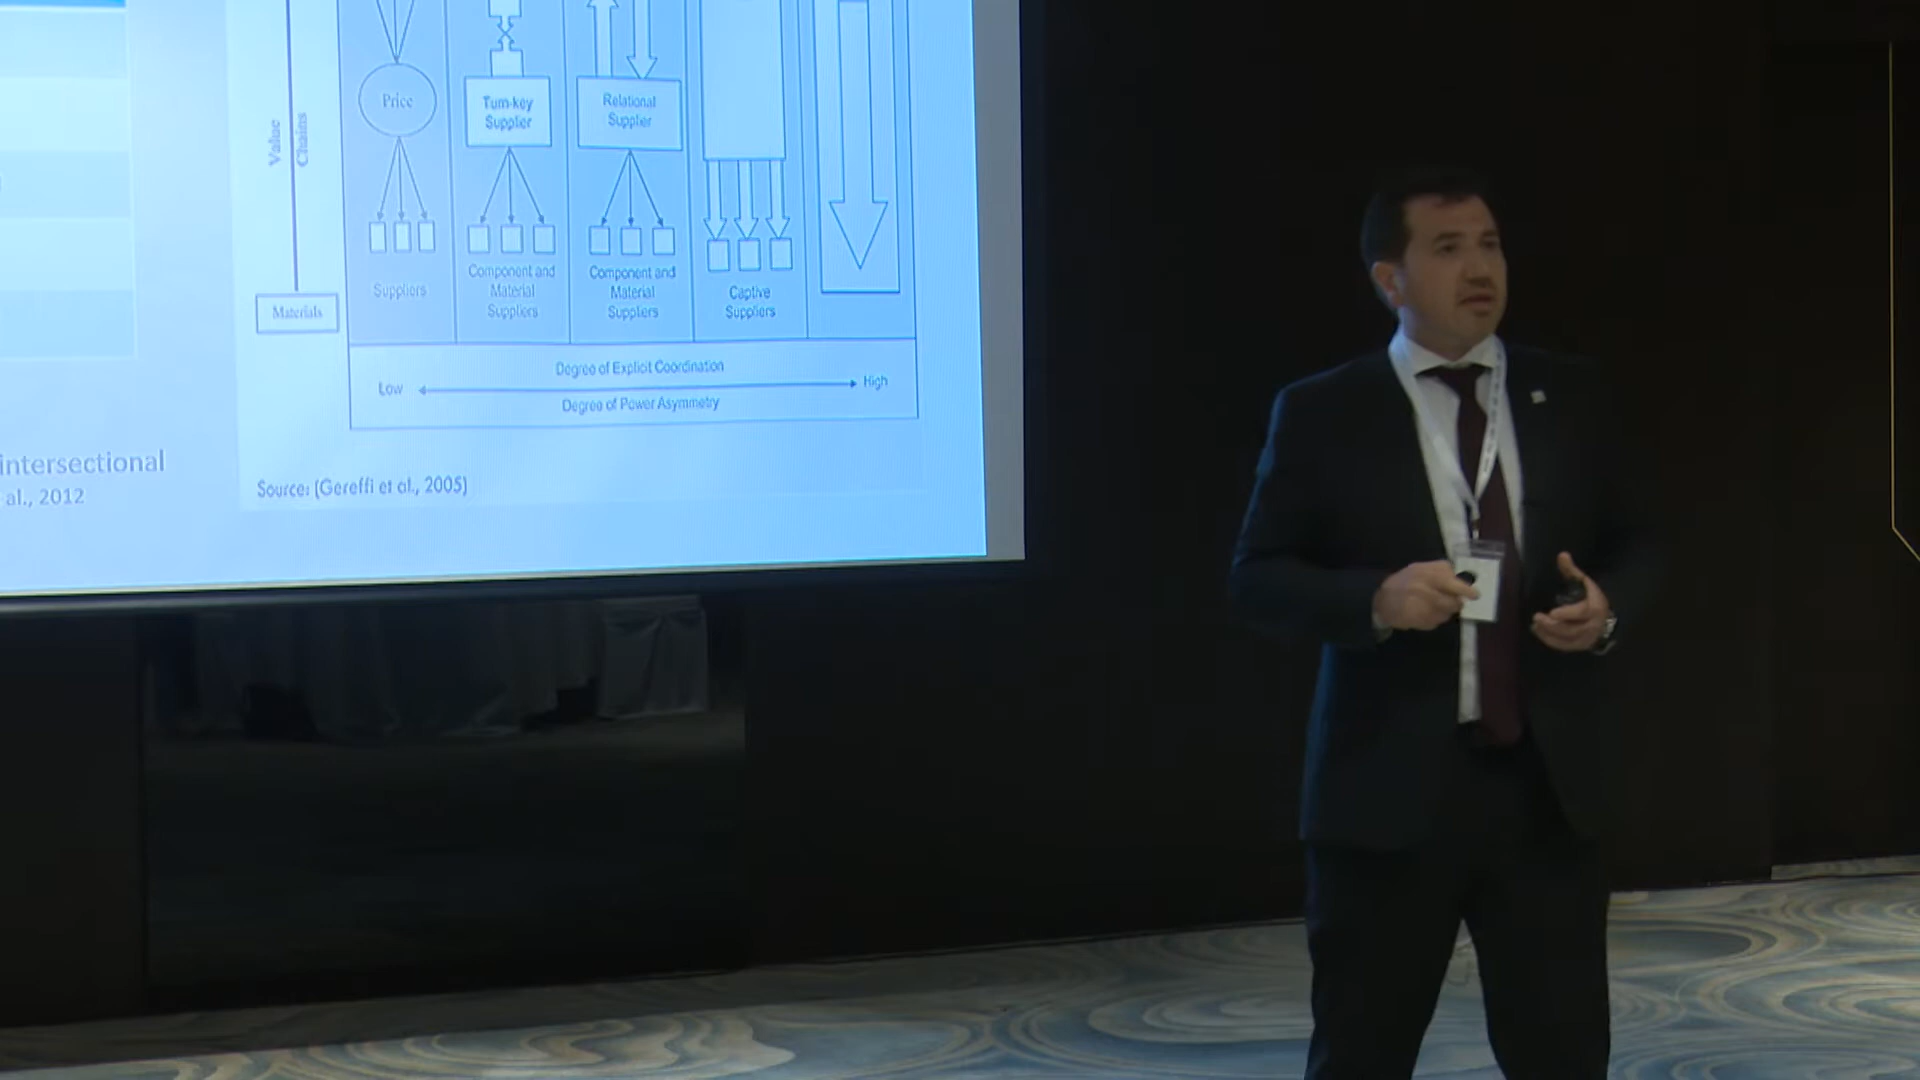 Value
Chains
Price
Turn-key
Supplier
Relational
Supplier
Suppliers
Component and
Material
Suppliers
Component and
Material
Suppliers
Captive
Suppliers
Materials
Degree of Explicit Coordination
Low
High
Degree of Power Asymmetry
intersectional
al., 2012
Source: (Gereffi et al., 2005)